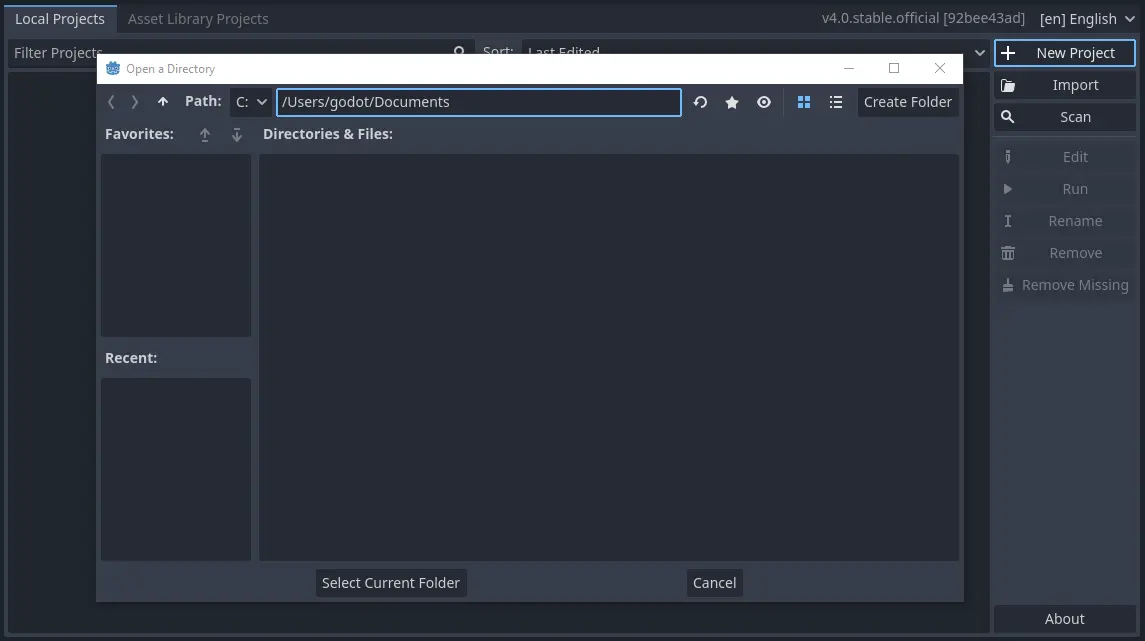 Local Projects
Asset Library Projects
v4.0.stable.official [92bee43ad]
[en] English
Filter Projects
Sort:
Last Edited
New Project
Import
Scan
Edit
Run
Rename
Remove
Remove Missing
About
Open a Directory
Path:
C:
/Users/godot/Documents
Create Folder
Favorites:
Directories & Files:
Recent:
Select Current Folder
Cancel